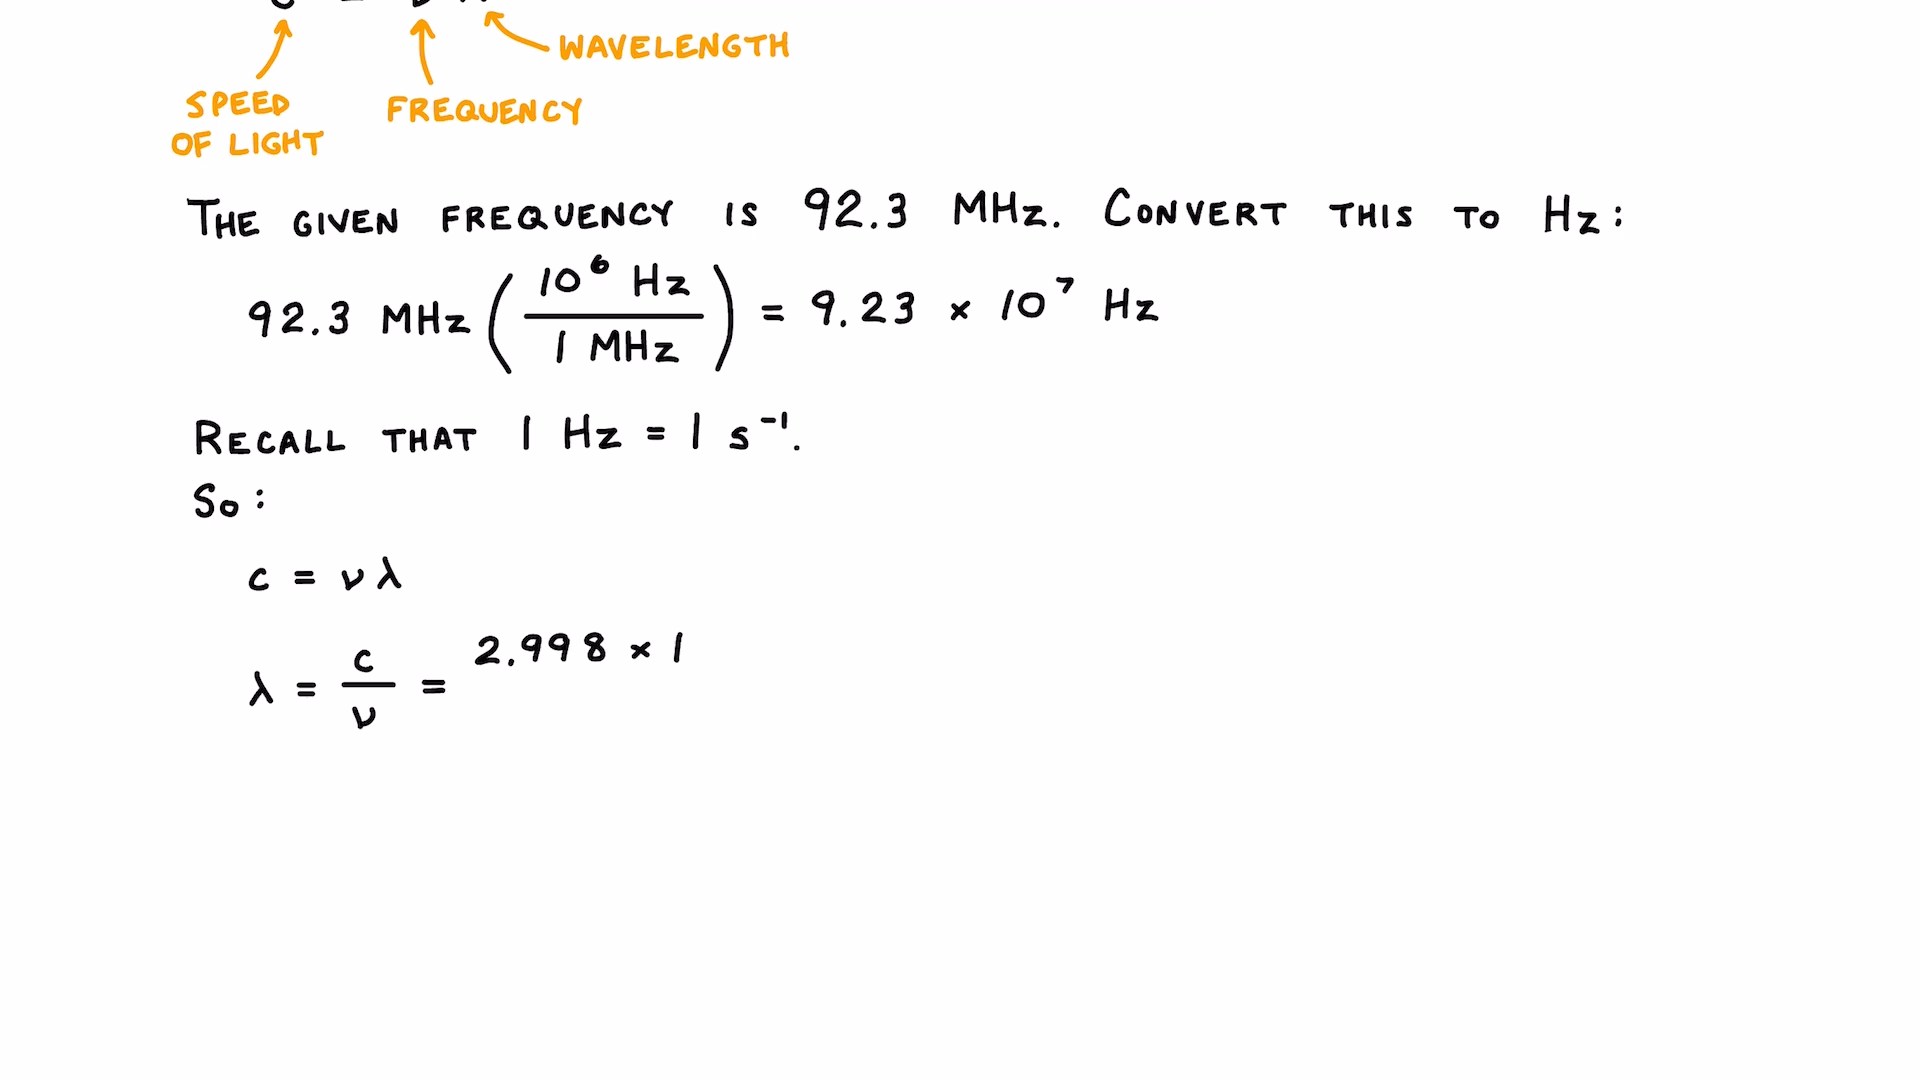 c = ν λ
WAVELENGTH
SPEED OF LIGHT
FREQUENCY
THE GIVEN FREQUENCY IS 92.3 MHz. CONVERT THIS TO Hz:
92.3 MHz (10⁶ Hz / 1 MHz) = 9.23 × 10⁷ Hz
RECALL THAT 1 Hz = 1 s⁻¹.
SO:
c = ν λ
λ = c / ν = 2.998 × 1